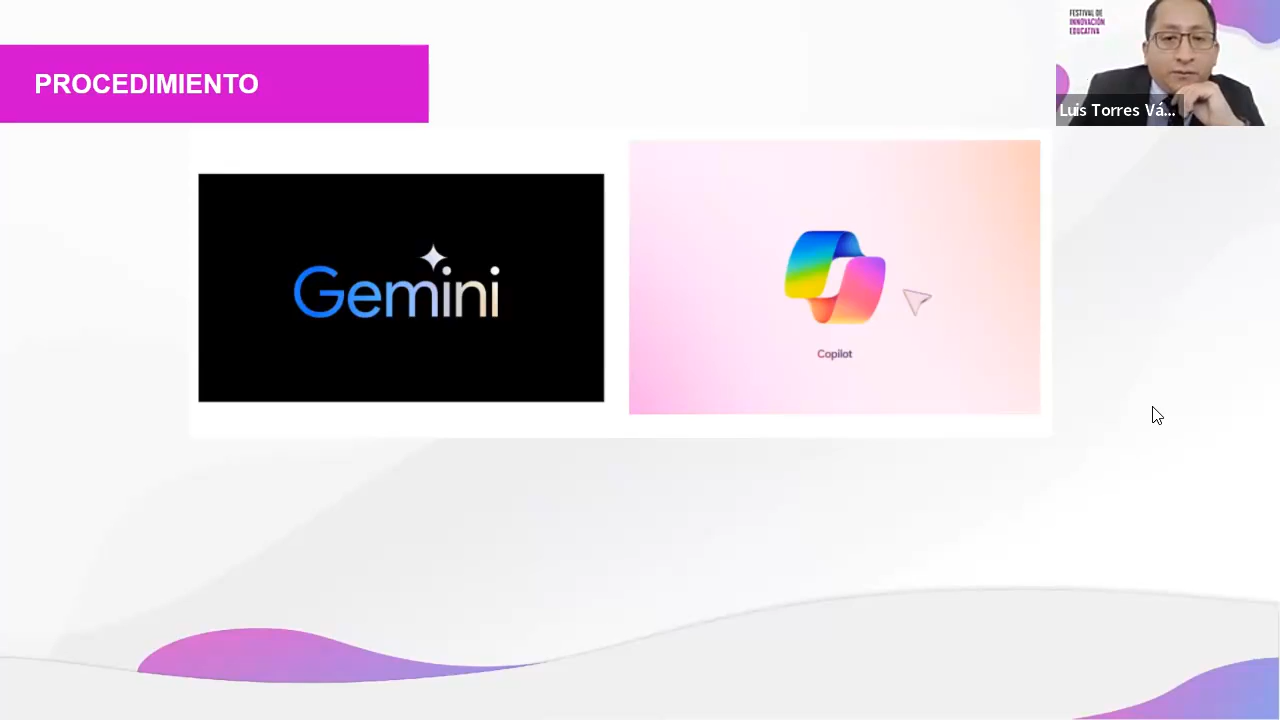 FESTIVAL DE
INNOVACIÓN
EDUCATIVA
PROCEDIMIENTO
Luis Torres Vá...
Gemini
Copilot